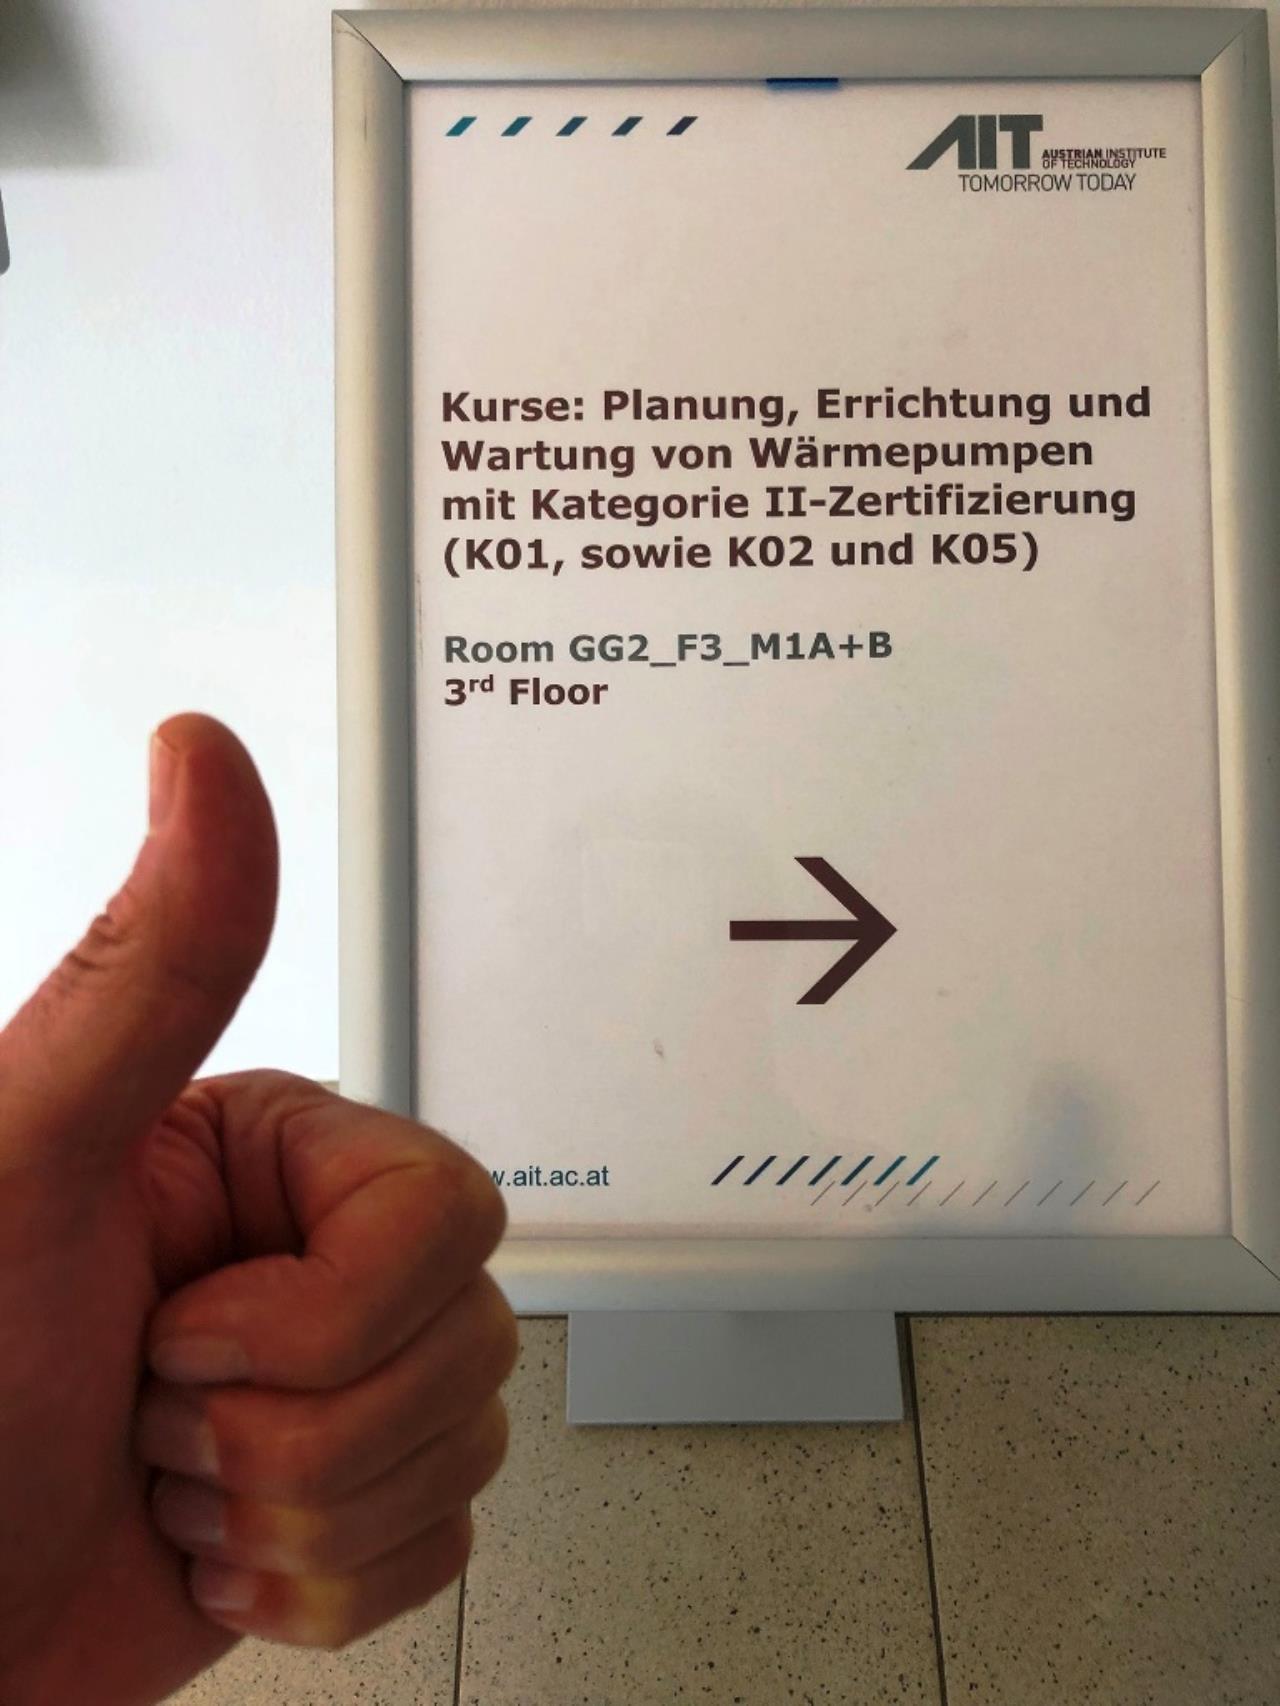 AIT
AUSTRIAN INSTITUTE
OF TECHNOLOGY
TOMORROW TODAY
Kurse: Planung, Errichtung und
Wartung von Wärmepumpen
mit Kategorie II-Zertifizierung
(K01, sowie K02 und K05)
Room GG2_F3_M1A+B
3rd Floor
.ait.ac.at